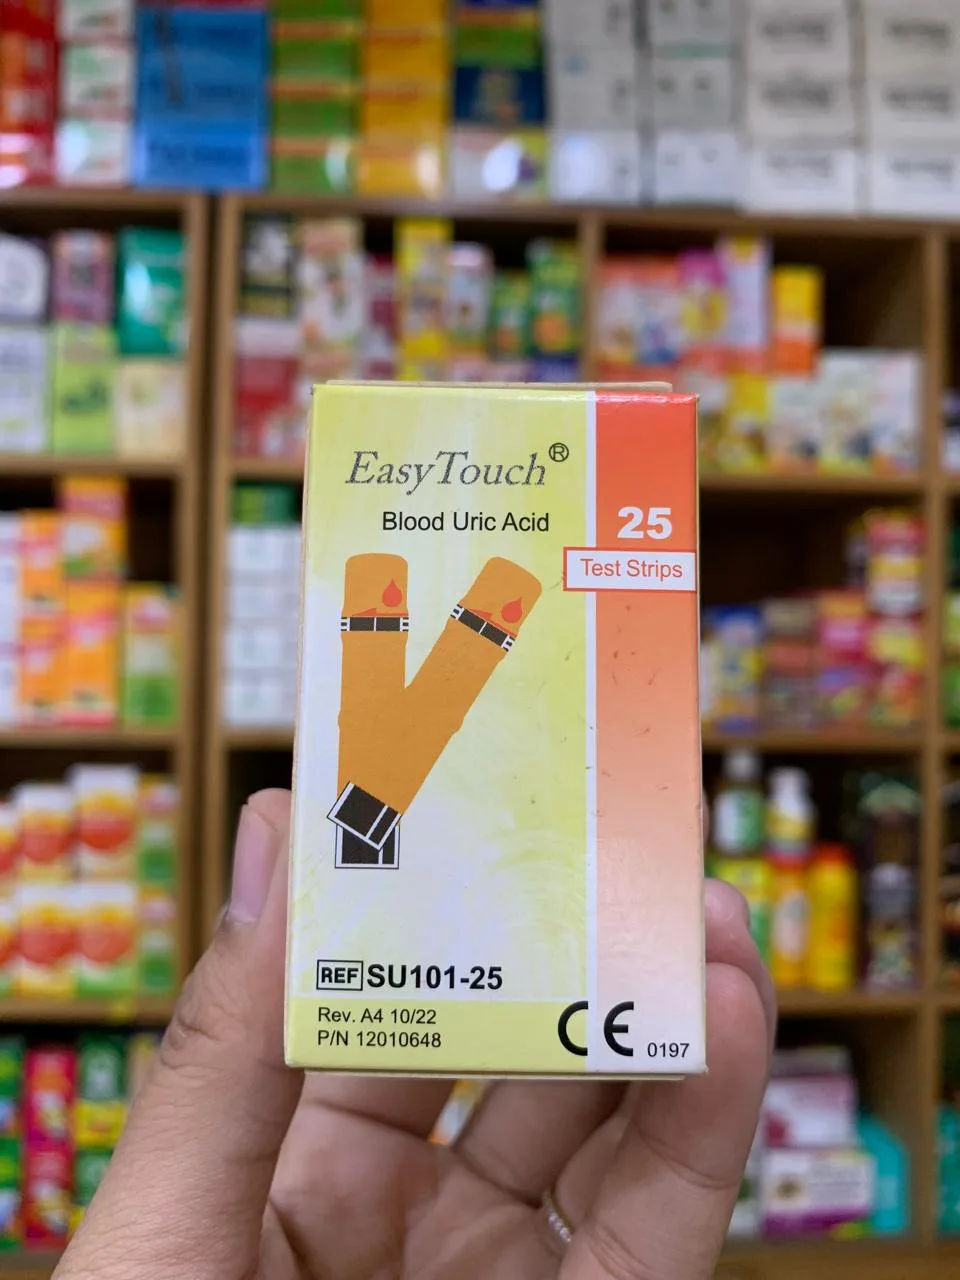 EasyTouch®
Blood Uric Acid
25
Test Strips
REF SU101-25
Rev. A4 10/22
P/N 12010648
CE 0197